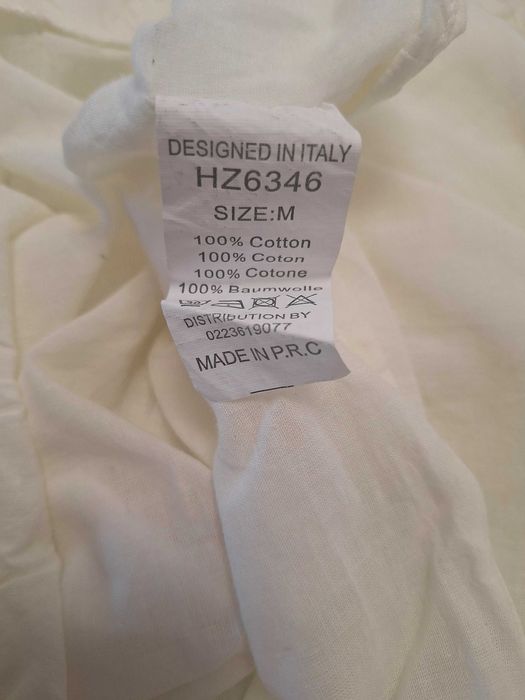 DESIGNED IN ITALY
HZ6346
SIZE:M
100% Cotton
100% Coton
100% Cotone
100% Baumwolle
DISTRIBUTION BY
0223619077
MADE IN P.R.C